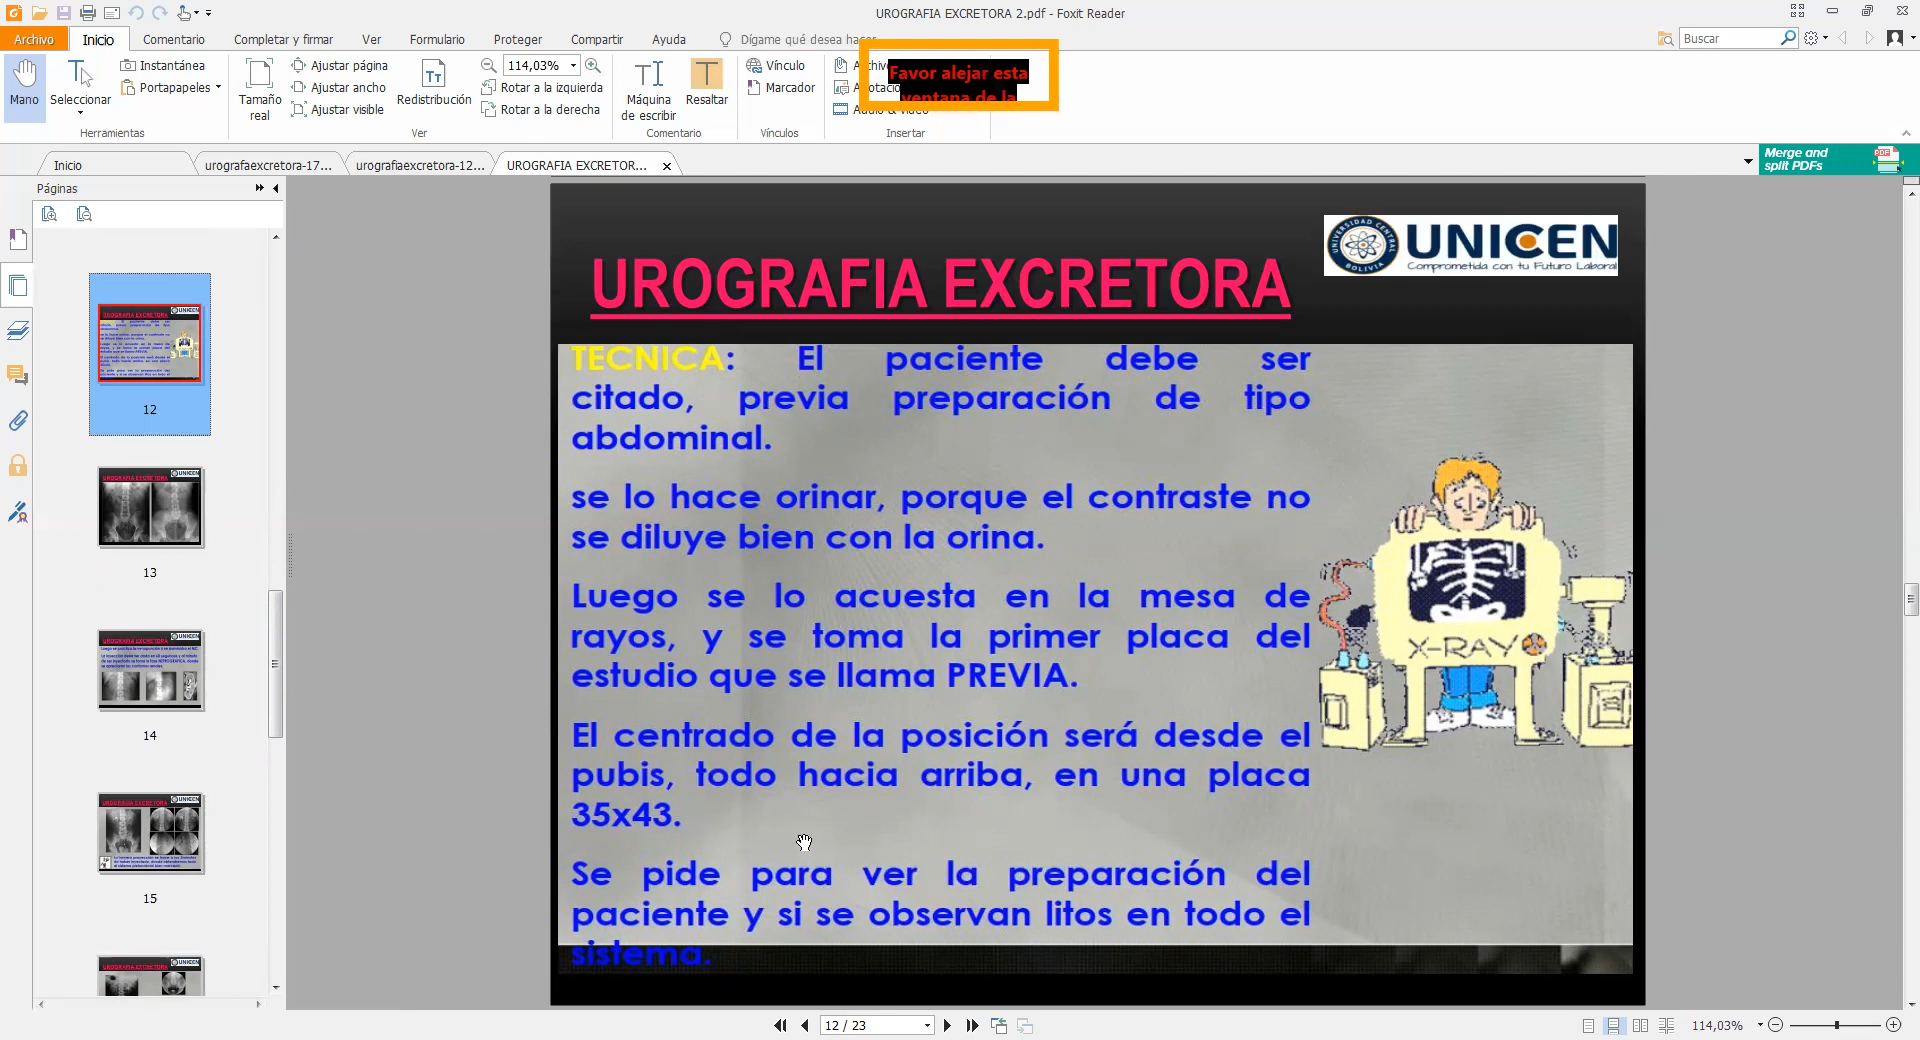 UROGRAFIA EXCRETORA 2.pdf - Foxit Reader
Archivo Inicio Comentario Completar y firmar Ver Formulario Proteger Compartir Ayuda Dígame qué desea hacer Buscar
Mano
Seleccionar
Instantánea
Portapapeles
Herramientas
Tamaño
real
Ajustar página
Ajustar ancho
Ajustar visible
Redistribución
114,03%
Rotar a la izquierda
Rotar a la derecha
Ver
Máquina
de escribir
Resaltar
Comentario
Vínculo
Marcador
Vínculos
Insertar
Favor alejar esta
ventana de la
Inicio urografaexcretora-17... urografiaexcretora-12... UROGRAFIA EXCRETOR...
Merge and
split PDFs
Páginas
12
13
14
15
UNIVERSIDAD CENTRAL
BOLIVIA
UNICEN
Comprometida con tu Futuro Laboral
UROGRAFIA EXCRETORA
TECNICA: El paciente debe ser
citado, previa preparación de tipo
abdominal.
se lo hace orinar, porque el contraste no
se diluye bien con la orina.
Luego se lo acuesta en la mesa de
rayos, y se toma la primer placa del
estudio que se llama PREVIA.
El centrado de la posición será desde el
pubis, todo hacia arriba, en una placa
35x43.
Se pide para ver la preparación del
paciente y si se observan litos en todo el
sistema.
X-RAY
12 / 23
114,03%